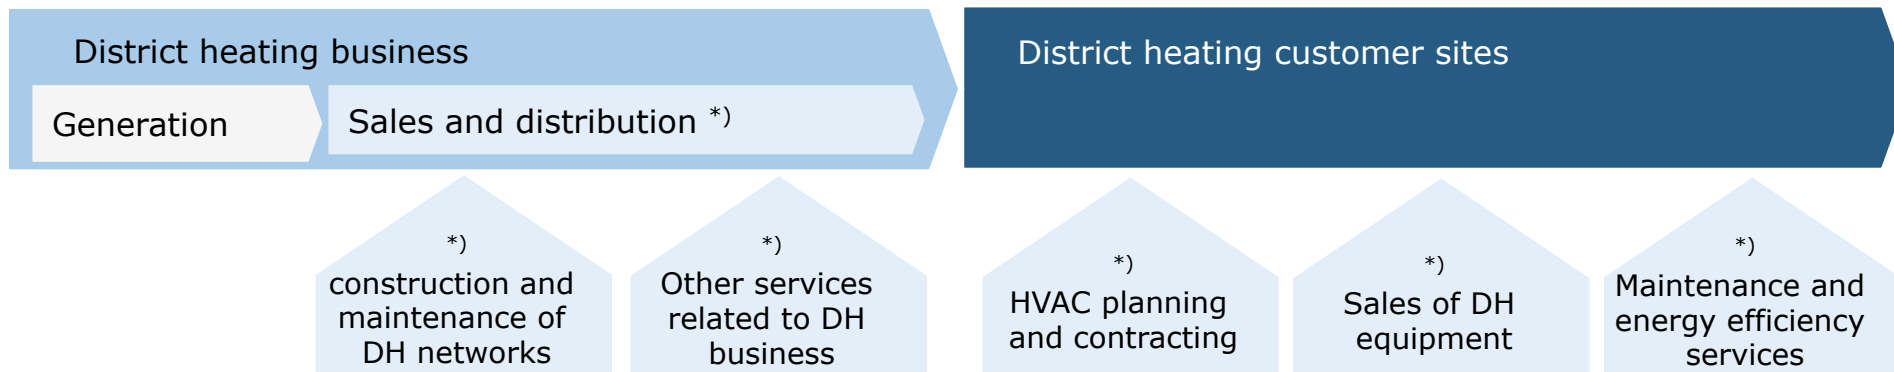 District heating business
Generation
Sales and distribution *)
District heating customer sites
*)
construction and
maintenance of
DH networks
*)
Other services
related to DH
business
*)
HVAC planning
and contracting
*)
Sales of DH
equipment
*)
Maintenance and
energy efficiency
services